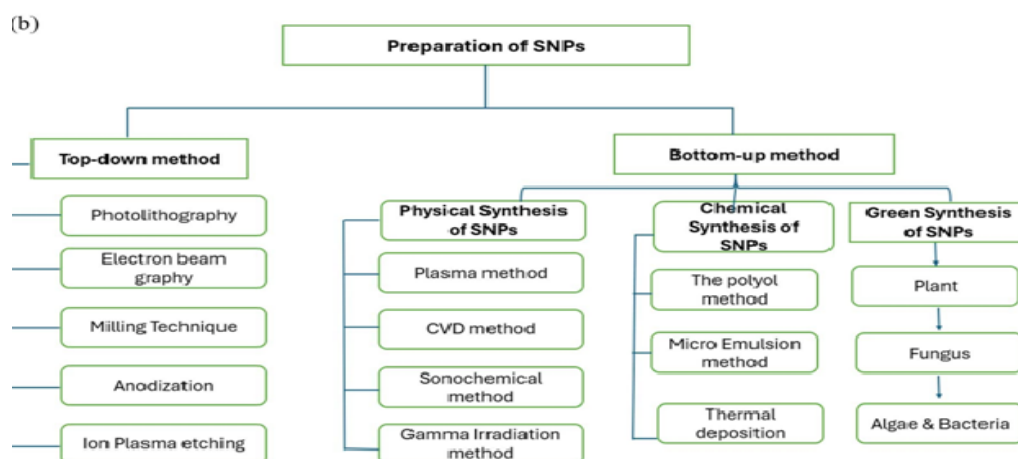 (b)
Preparation of SNPs
Top-down method
Photolithography
Electron beam
graphy
Milling Technique
Anodization
Ion Plasma etching
Bottom-up method
Physical Synthesis
of SNPs
Plasma method
CVD method
Sonochemical
method
Gamma Irradiation
method
Chemical
Synthesis of SNPs
The polyol
method
Micro Emulsion
method
Thermal
deposition
Green Synthesis
of SNPs
Plant
Fungus
Algae & Bacteria